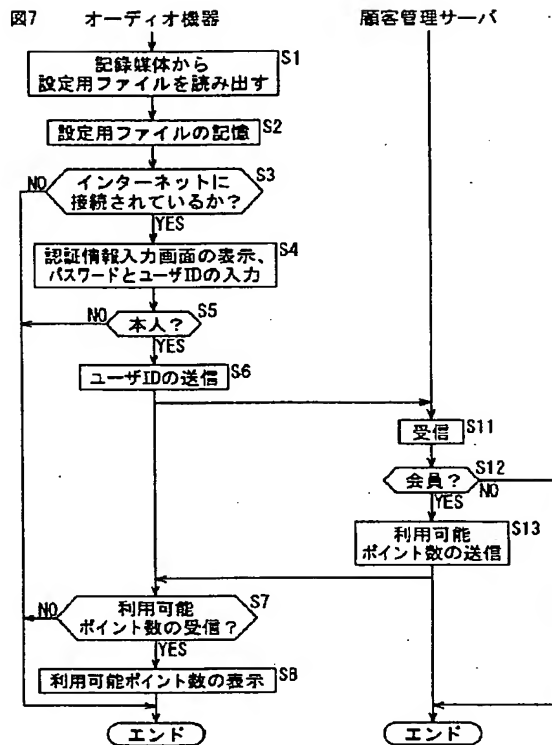 図7
オーディオ機器
顧客管理サーバ
記録媒体から
設定用ファイルを読み出す
S1
設定用ファイルの記憶
S2
インターネットに
接続されているか?
S3
NO
YES
認証情報入力画面の表示、
パスワードとユーザIDの入力
S4
本人?
S5
NO
YES
ユーザIDの送信
S6
受信
S11
会員?
S12
NO
YES
利用可能
ポイント数の送信
S13
利用可能
ポイント数の受信?
S7
NO
YES
利用可能ポイント数の表示
S8
エンド
エンド